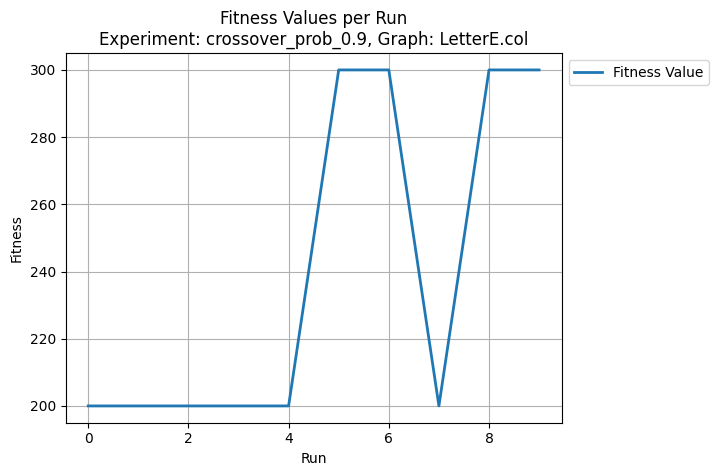 Fitness Values per Run
Experiment: crossover_prob_0.9, Graph: LetterE.col
Fitness Value
300
280
260
240
220
200
Fitness
0 2 4 6 8
Run